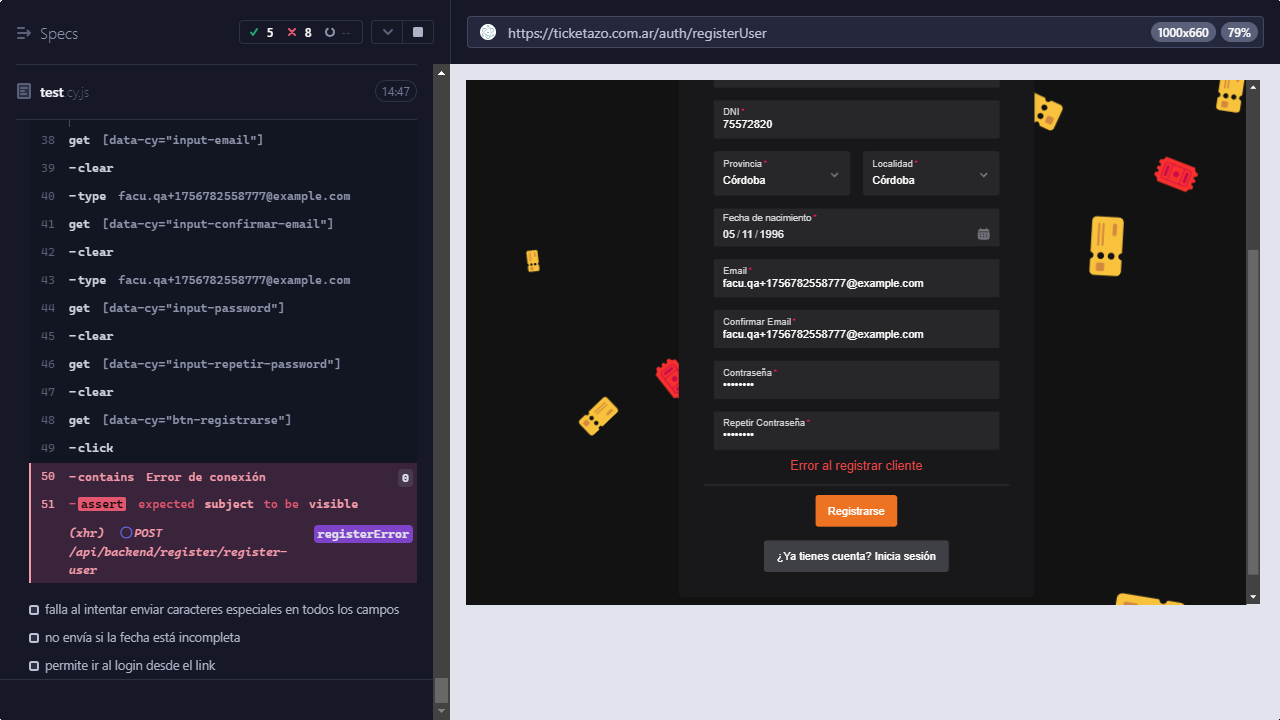 Specs
5 8 --
https://ticketazo.com.ar/auth/registerUser
1000x660 79%
test.cy.js 14:47
38 get [data-cy="input-email"]
39 -clear
40 -type facu.qa+1756782558777@example.com
41 get [data-cy="input-confirmar-email"]
42 -clear
43 -type facu.qa+1756782558777@example.com
44 get [data-cy="input-password"]
45 -clear
46 get [data-cy="input-repetir-password"]
47 -clear
48 get [data-cy="btn-registrarse"]
49 -click
50 -contains Error de conexión 0
51 -assert expected subject to be visible
(xhr) POST registerError
/api/backend/register/register-
user
falla al intentar enviar caracteres especiales en todos los campos
no envía si la fecha está incompleta
permite ir al login desde el link
DNI*
75572820
Provincia* Localidad*
Córdoba Córdoba
Fecha de nacimiento*
05/11/1996
Email*
facu.qa+1756782558777@example.com
Confirmar Email*
facu.qa+1756782558777@example.com
Contraseña*
••••••••
Repetir Contraseña*
••••••••
Error al registrar cliente
Registrarse
¿Ya tienes cuenta? Inicia sesión